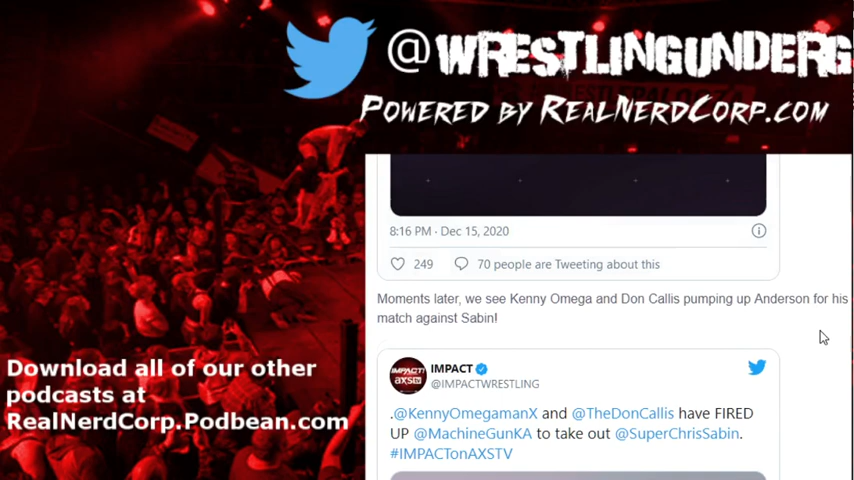 @WRESTLINGUNDERG
POWERED BY REALNERDCORP.COM
8:16 PM · Dec 15, 2020
249 70 people are Tweeting about this
Moments later, we see Kenny Omega and Don Callis pumping up Anderson for his
match against Sabin!
IMPACT
@IMPACTWRESTLING
IMPACT!
AXSTV
.@KennyOmegamanX and @TheDonCallis have FIRED
UP @MachineGunKA to take out @SuperChrisSabin.
#IMPACTonAXSTV
Download all of our other
podcasts at
RealNerdCorp.Podbean.com